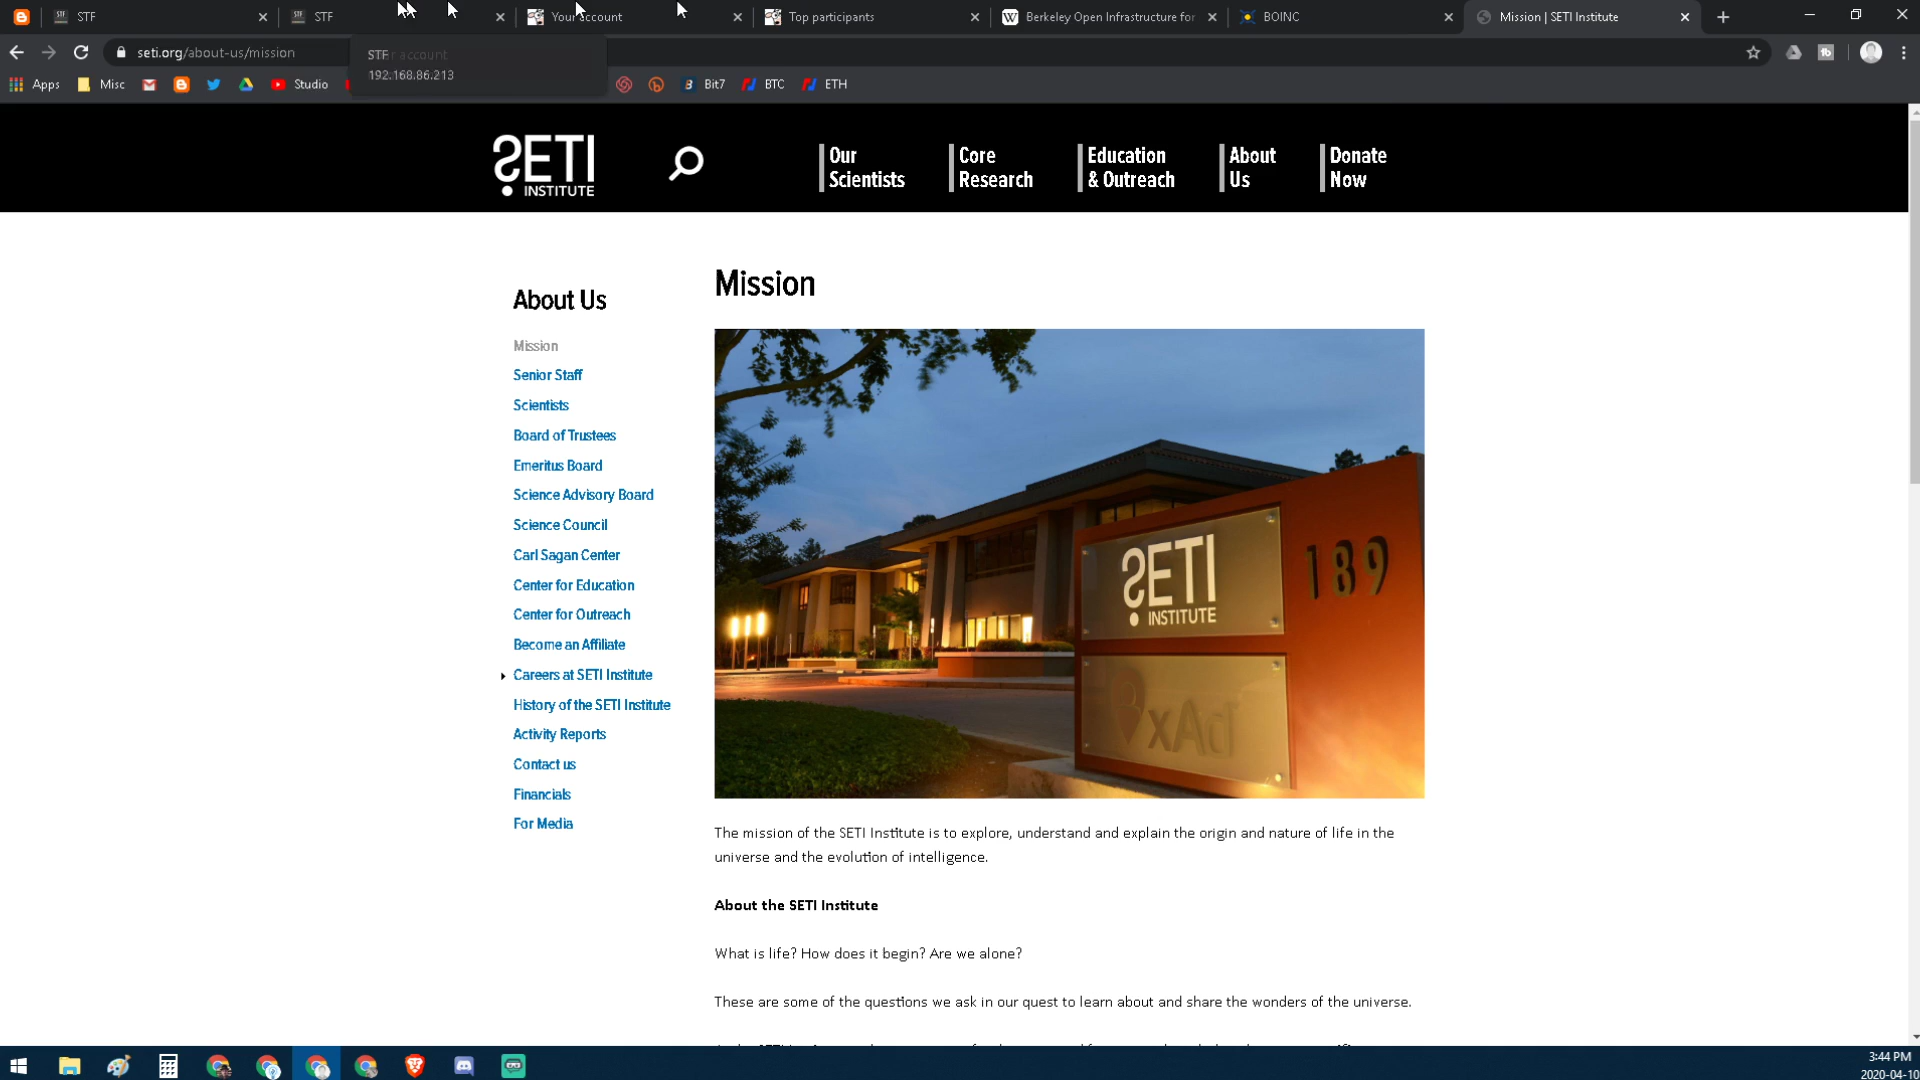 STF
STF
Your account
Top participants
Berkeley Open Infrastructure for
BOINC
Mission | SETI Institute
seti.org/about-us/mission
STF
192.168.86.213
Apps
Misc
Studio
Bit7
BTC
ETH
SETI
INSTITUTE
Our
Scientists
Core
Research
Education
& Outreach
About
Us
Donate
Now
About Us
Mission
Senior Staff
Scientists
Board of Trustees
Emeritus Board
Science Advisory Board
Science Council
Carl Sagan Center
Center for Education
Center for Outreach
Become an Affiliate
Careers at SETI Institute
History of the SETI Institute
Activity Reports
Contact us
Financials
For Media
Mission
SETI
INSTITUTE
189
xAd
The mission of the SETI Institute is to explore, understand and explain the origin and nature of life in the
universe and the evolution of intelligence.
About the SETI Institute
What is life? How does it begin? Are we alone?
These are some of the questions we ask in our quest to learn about and share the wonders of the universe.
3:44 PM
2020-04-10